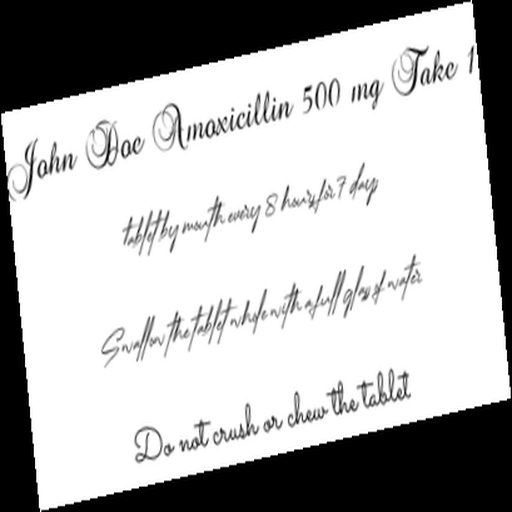 John Doe Amoxicillin 500 mg Take 1
tablet by mouth every 8 hours for 7 days
Swallow the tablet whole with a full glass of water
Do not crush or chew the tablet